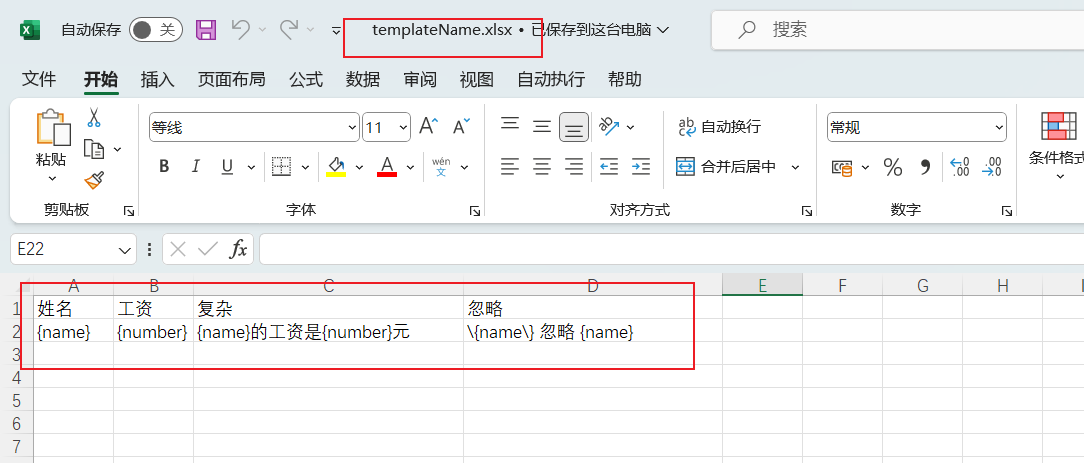 自动保存 关 templateName.xlsx • 已保存到这台电脑 搜索
文件 开始 插入 页面布局 公式 数据 审阅 视图 自动执行 帮助
粘贴 等线 11 A A ab 自动换行 常规 条件格式
B I U A wén 文 合并后居中 % .00
剪贴板 字体 对齐方式 数字
E22 fx
A B C D E F G H
1 姓名 工资 复杂 忽略
2 {name} {number} {name}的工资是{number}元 \{name\} 忽略 {name}
3
4
5
6
7